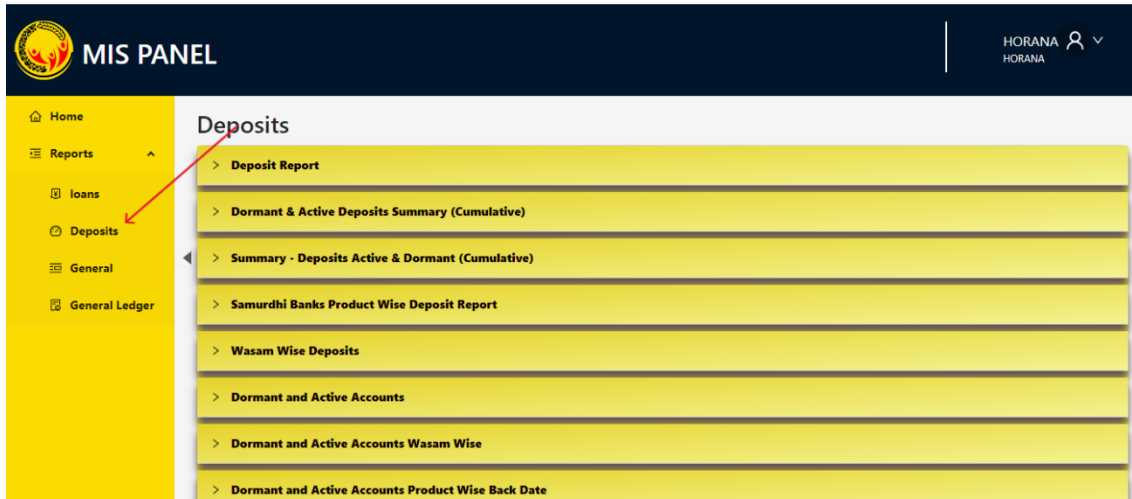 MIS PANEL
HORANA
HORANA
Home
Reports
loans
Deposits
General
General Ledger
Deposits
Deposit Report
Dormant & Active Deposits Summary (Cumulative)
Summary - Deposits Active & Dormant (Cumulative)
Samurdhi Banks Product Wise Deposit Report
Wasam Wise Deposits
Dormant and Active Accounts
Dormant and Active Accounts Wasam Wise
Dormant and Active Accounts Product Wise Back Date